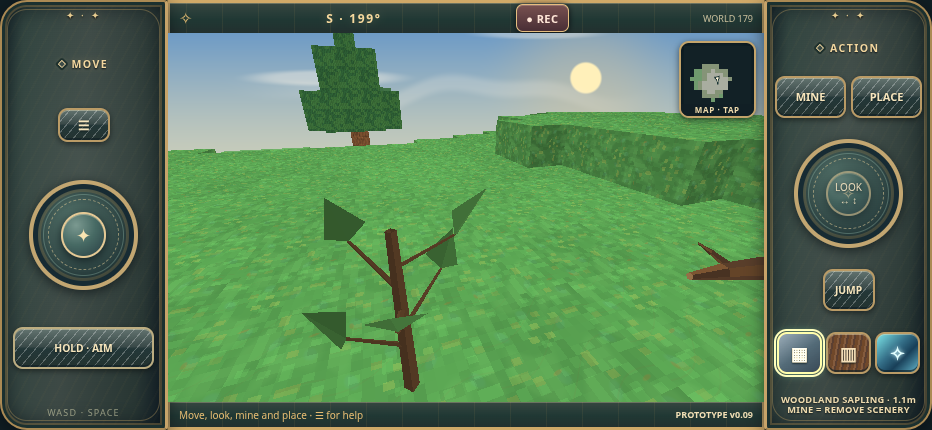 MOVE
☰
HOLD · AIM
WASD · SPACE
S · 199°
● REC
WORLD 179
MAP · TAP
Move, look, mine and place · ☰ for help
PROTOTYPE v0.09
ACTION
MINE
PLACE
LOOK
JUMP
WOODLAND SAPLING · 1.1m
MINE = REMOVE SCENERY